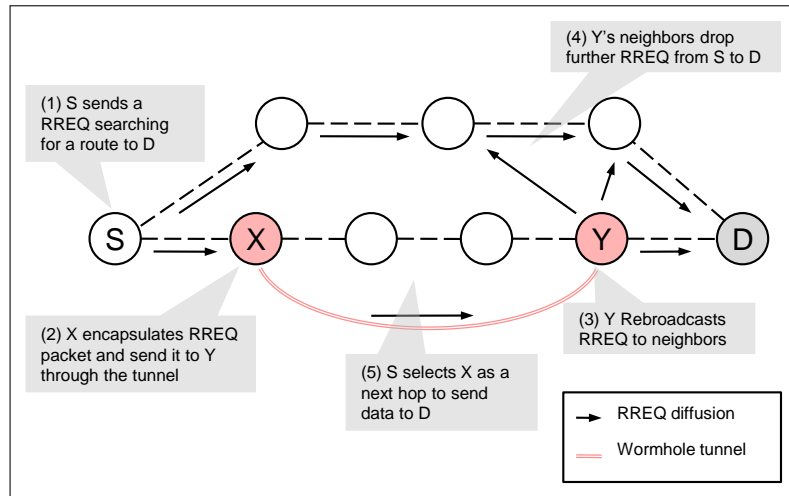 (4) Y's neighbors drop
further RREQ from S to D
(1) S sends a
RREQ searching
for a route to D
S
X
Y
D
(2) X encapsulates RREQ
packet and send it to Y
through the tunnel
(3) Y Rebroadcasts
RREQ to neighbors
(5) S selects X as a
next hop to send
data to D
RREQ diffusion
Wormhole tunnel